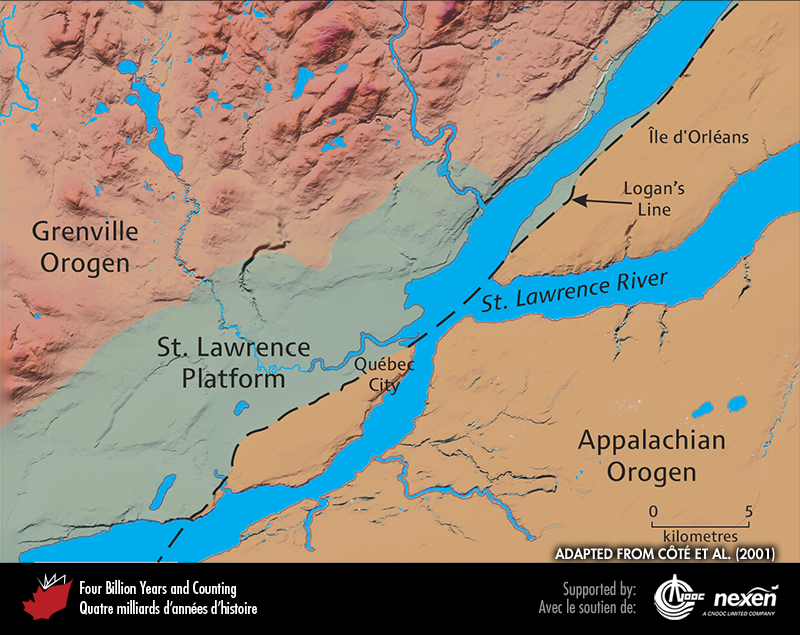 Île d'Orléans
Logan's
Line
Grenville
Orogen
St. Lawrence River
St. Lawrence
Platform
Québec
City
Appalachian
Orogen
0 5
kilometres
ADAPTED FROM CÔTÉ ET AL. (2001)
Four Billion Years and Counting
Quatre milliards d'années d'histoire
Supported by:
Avec le soutien de:
CNOOC
nexen
A CNOOC LIMITED COMPANY